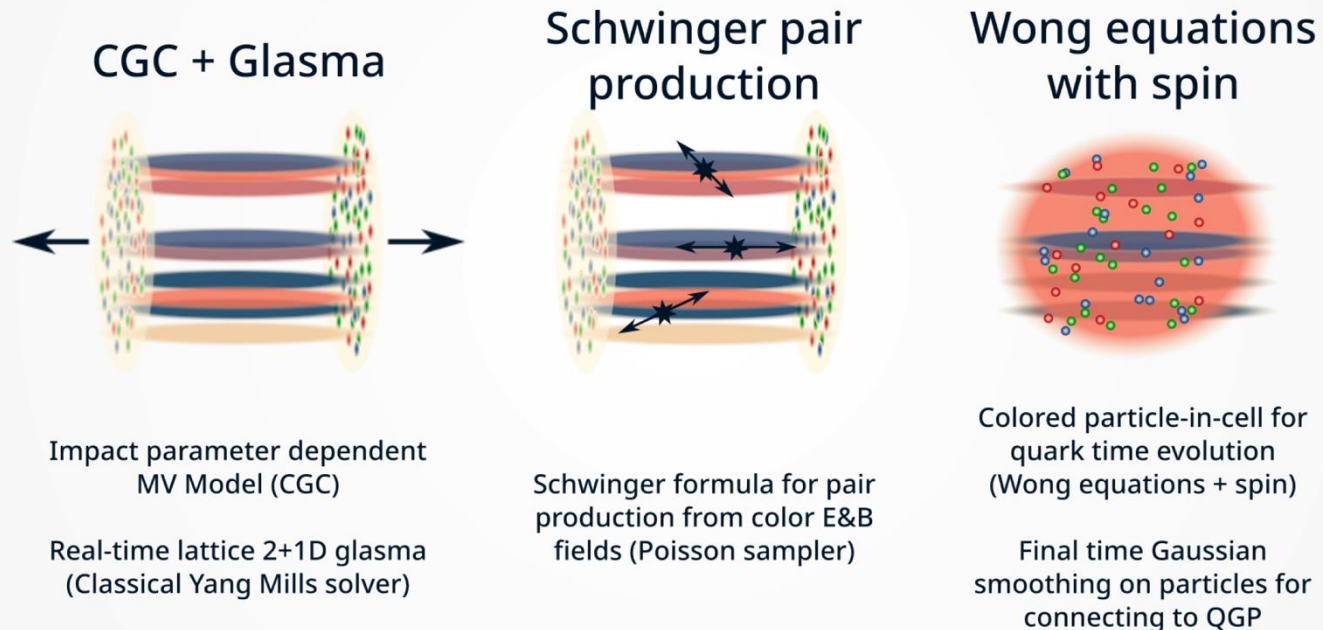 CGC + Glasma
Impact parameter dependent
MV Model (CGC)
Real-time lattice 2+1D glasma
(Classical Yang Mills solver)
Schwinger pair
production
Schwinger formula for pair
production from color E&B
fields (Poisson sampler)
Wong equations
with spin
Colored particle-in-cell for
quark time evolution
(Wong equations + spin)
Final time Gaussian
smoothing on particles for
connecting to QGP